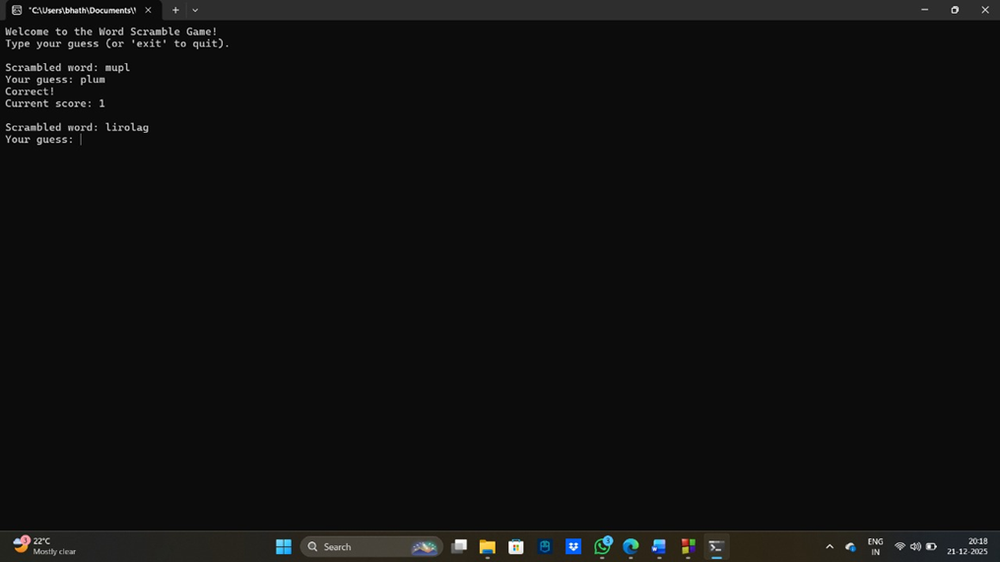 "C:\Users\bhath\Documents\
Welcome to the Word Scramble Game!
Type your guess (or 'exit' to quit).
Scrambled word: mupl
Your guess: plum
Correct!
Current score: 1
Scrambled word: lirolag
Your guess:
3
22°C
Mostly clear
Search
3
ENG
IN
20:18
21-12-2025